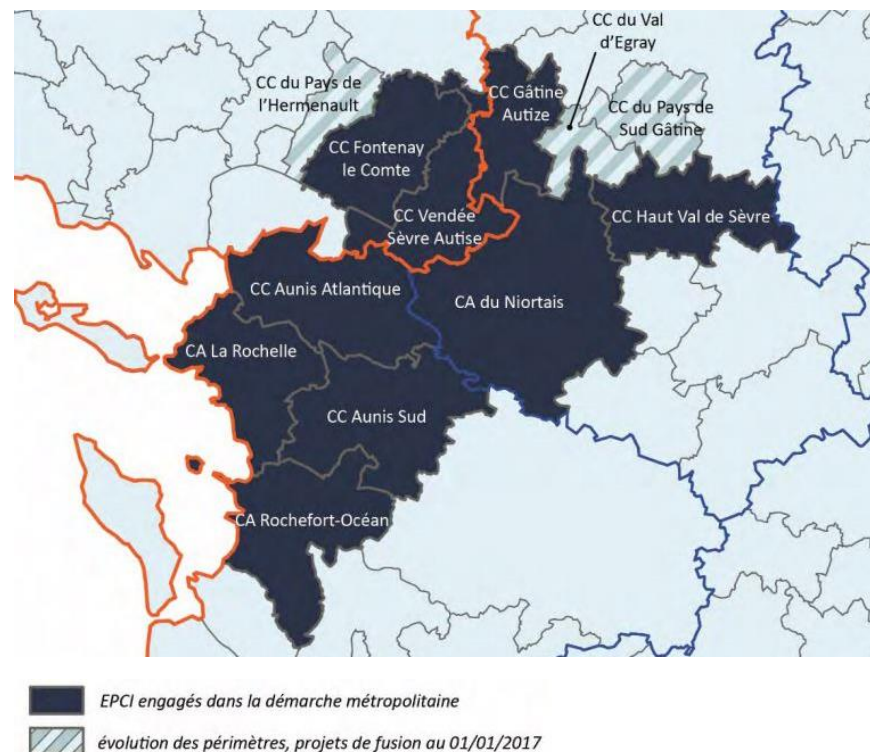 CC du Val
d'Egray
CC du Pays de
l'Hermenault
CC Gâtine
Autize
CC du Pays de
Sud Gâtine
CC Fontenay
le Comte
CC Vendée
Sèvre Autise
CC Haut Val de Sèvre
CC Aunis Atlantique
CA du Niortais
CA La Rochelle
CC Aunis Sud
CA Rochefort-Océan
EPCI engagés dans la démarche métropolitaine
évolution des périmètres, projets de fusion au 01/01/2017